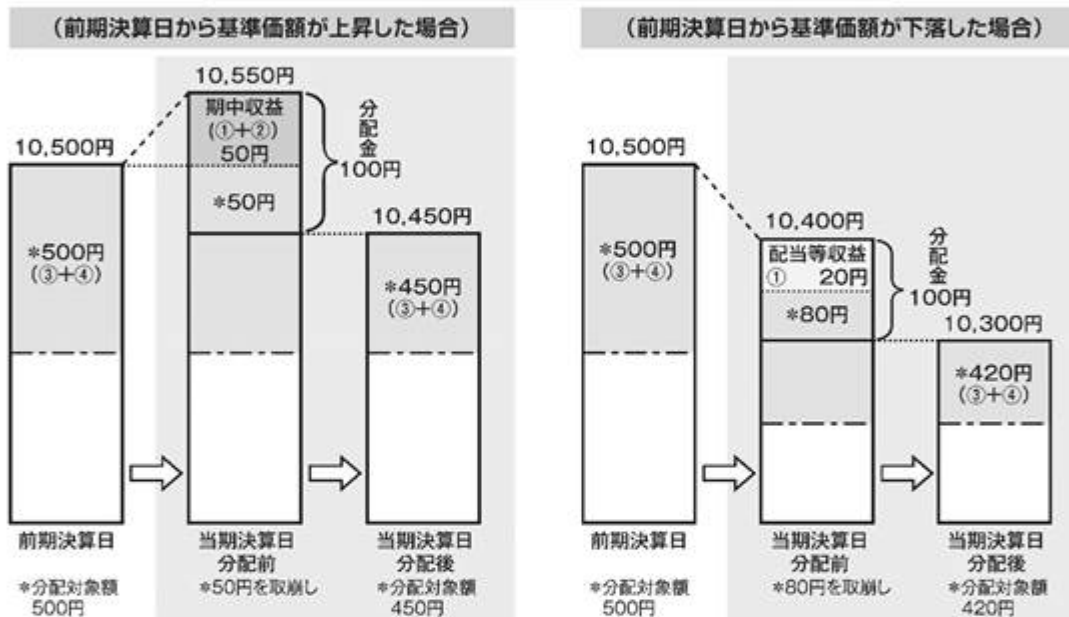 （前期決算日から基準価額が上昇した場合）
10,550円
期中収益
（①＋②）
50円
＊50円
分配金
100円
10,500円
＊500円
（③＋④）
10,450円
＊450円
（③＋④）
前期決算日
＊分配対象額
500円
当期決算日
分配前
＊50円を取崩し
当期決算日
分配後
＊分配対象額
450円
（前期決算日から基準価額が下落した場合）
10,500円
＊500円
（③＋④）
10,400円
配当等収益
① 20円
＊80円
分配金
100円
10,300円
＊420円
（③＋④）
前期決算日
＊分配対象額
500円
当期決算日
分配前
＊80円を取崩し
当期決算日
分配後
＊分配対象額
420円